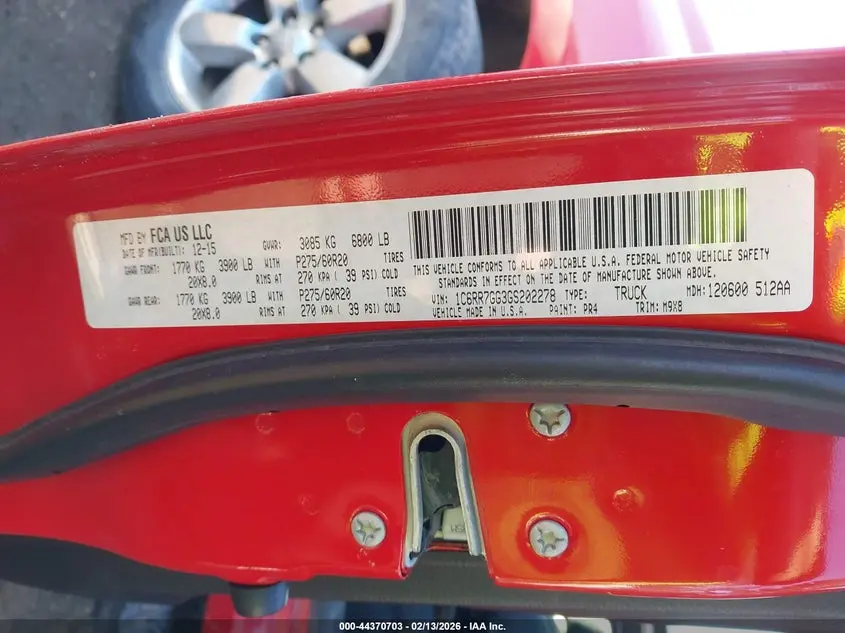 MFD BY FCA US LLC
DATE OF MFR(BUILT): 12-15 GVWR: 3085 KG 6800 LB
GAWR FRONT: 1770 KG 3900 LB WITH P275/60R20 TIRES
20X8.0 RIMS AT 270 KPA ( 39 PSI) COLD
GAWR REAR: 1770 KG 3900 LB WITH P275/60R20 TIRES
20X8.0 RIMS AT 270 KPA ( 39 PSI) COLD
THIS VEHICLE CONFORMS TO ALL APPLICABLE U.S.A. FEDERAL MOTOR VEHICLE SAFETY
STANDARDS IN EFFECT ON THE DATE OF MANUFACTURE SHOWN ABOVE.
VIN: 1C6RR7GG3GS202278 TYPE: TRUCK MDH: 120600 512AA
VEHICLE MADE IN U.S.A. PAINT: PR4 TRIM: M9X8
000-44370703 - 02/13/2026 - IAA Inc.